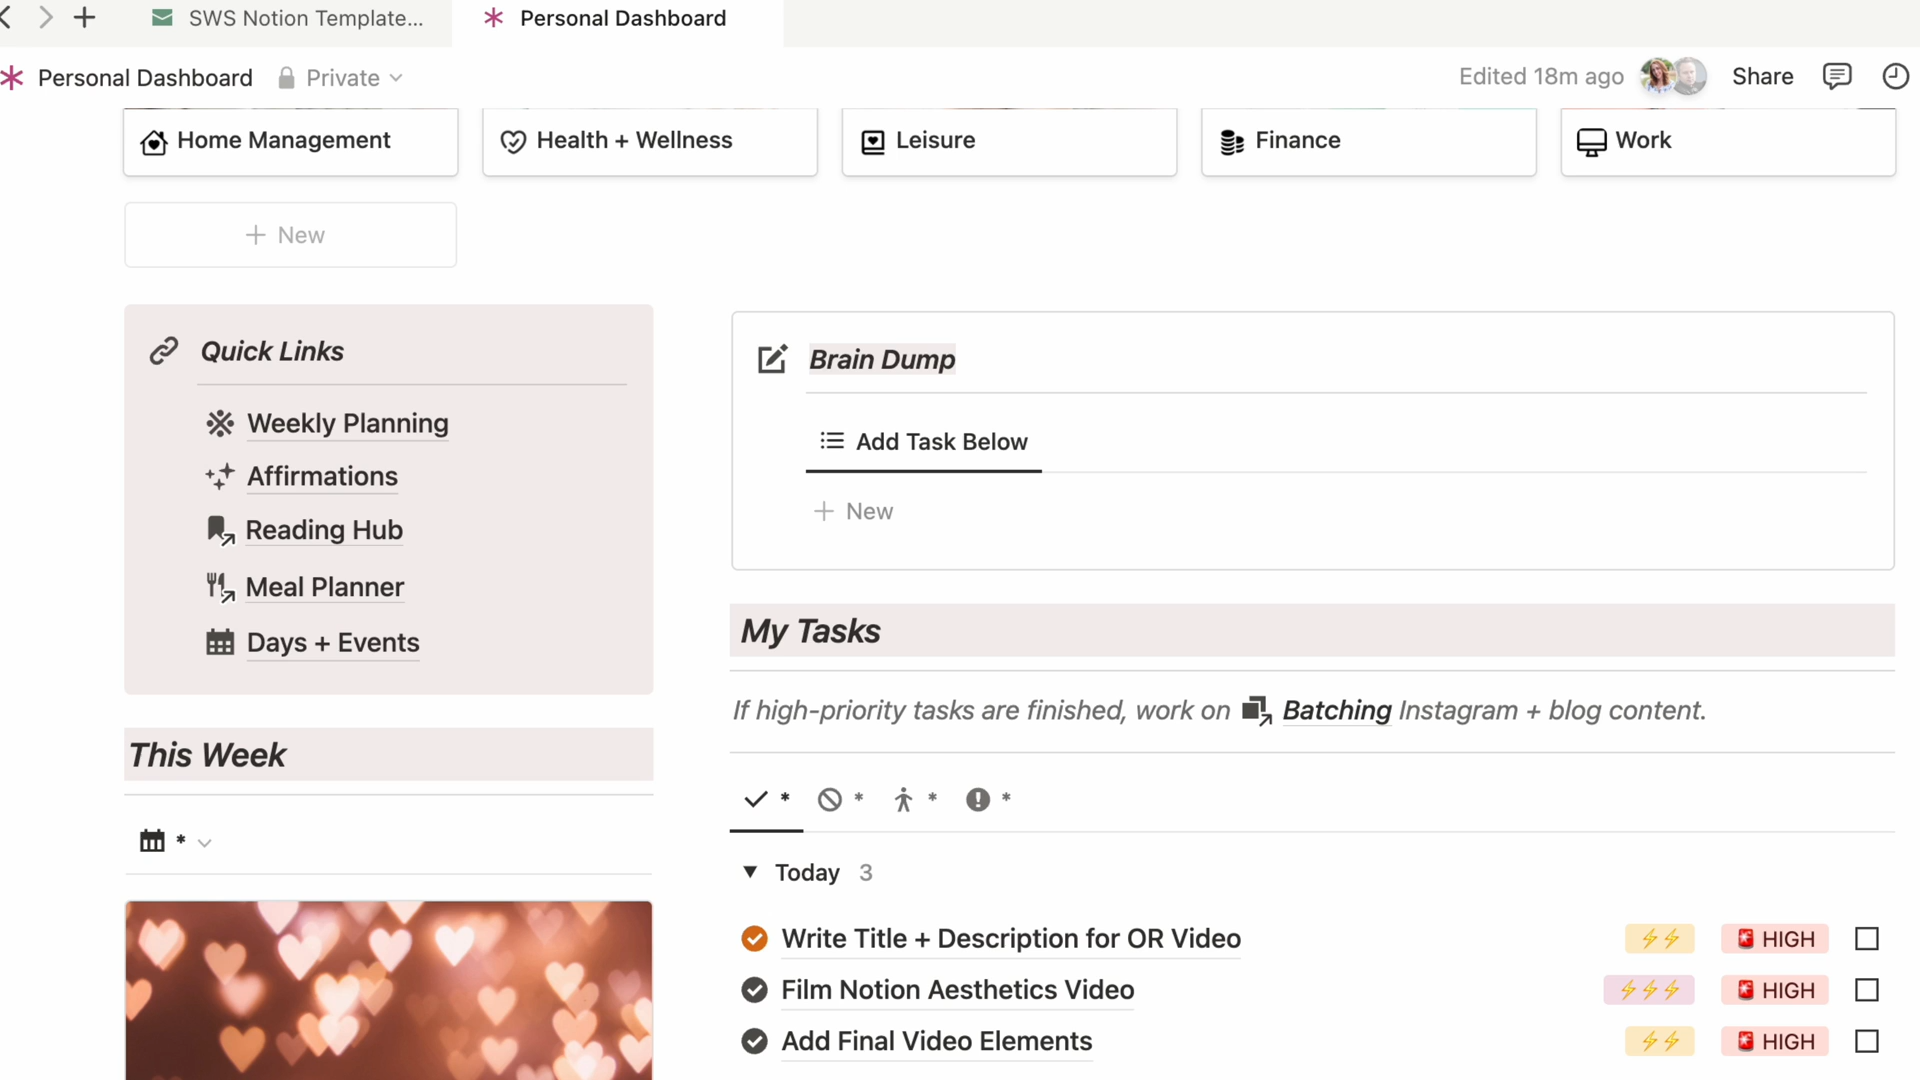 SWS Notion Template...
Personal Dashboard
Personal Dashboard
Private
Edited 18m ago
Share
Home Management
Health + Wellness
Leisure
Finance
Work
New
Quick Links
Weekly Planning
Affirmations
Reading Hub
Meal Planner
Days + Events
This Week
*
Brain Dump
Add Task Below
New
My Tasks
If high-priority tasks are finished, work on Batching Instagram + blog content.
* * * *
Today 3
Write Title + Description for OR Video HIGH
Film Notion Aesthetics Video HIGH
Add Final Video Elements HIGH